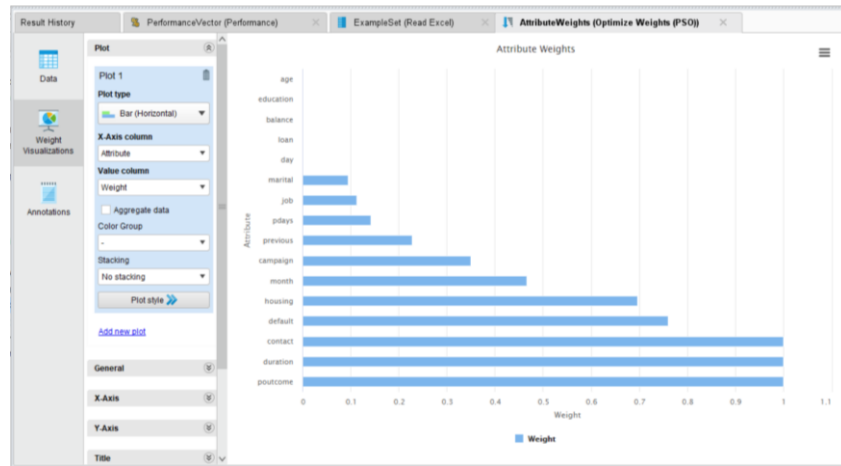 Result History
PerformanceVector (Performance)
ExampleSet (Read Excel)
AttributeWeights (Optimize Weights (PSO))
Data
Weight
Visualizations
Annotations
Plot
Plot 1
Plot type
Bar (Horizontal)
X-Axis column
Attribute
Value column
Weight
Aggregate data
Color Group
-
Stacking
No stacking
Plot style
Add new plot
General
X-Axis
Y-Axis
Title
Attribute Weights
Attribute
age
education
balance
loan
day
marital
job
pdays
previous
campaign
month
housing
default
contact
duration
poutcome
0 0.1 0.2 0.3 0.4 0.5 0.6 0.7 0.8 0.9 1 1.1
Weight
Weight